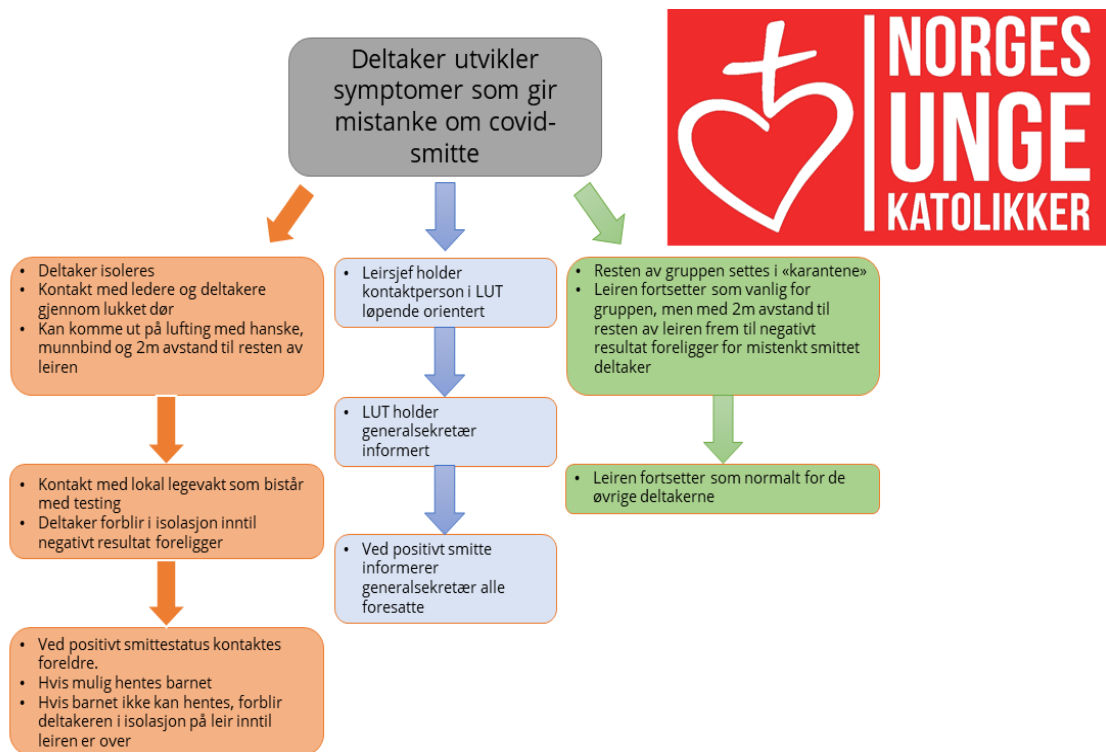 Deltaker utvikler
symptomer som gir
mistanke om covid-
smitte
NORGES
UNGE
KATOLIKKER
• Deltaker isoleres
• Kontakt med ledere og deltakere
gjennom lukket dør
• Kan komme ut på lufting med hanske,
munnbind og 2m avstand til resten av
leiren
• Kontakt med lokal legevakt som bistår
med testing
• Deltaker forblir i isolasjon inntil
negativt resultat foreligger
• Ved positivt smittestatus kontaktes
foreldre.
• Hvis mulig hentes barnet
• Hvis barnet ikke kan hentes, forblir
deltakeren i isolasjon på leir inntil
leiren er over
• Leirsjef holder
kontaktperson i LUT
løpende orientert
• LUT holder
generalsekretær
informert
• Ved positivt smitte
informerer
generalsekretær alle
foresatte
• Resten av gruppen settes i «karantene»
• Leiren fortsetter som vanlig for
gruppen, men med 2m avstand til
resten av leiren frem til negativt
resultat foreligger for mistenkt smittet
deltaker
• Leiren fortsetter som normalt for de
øvrige deltakerne